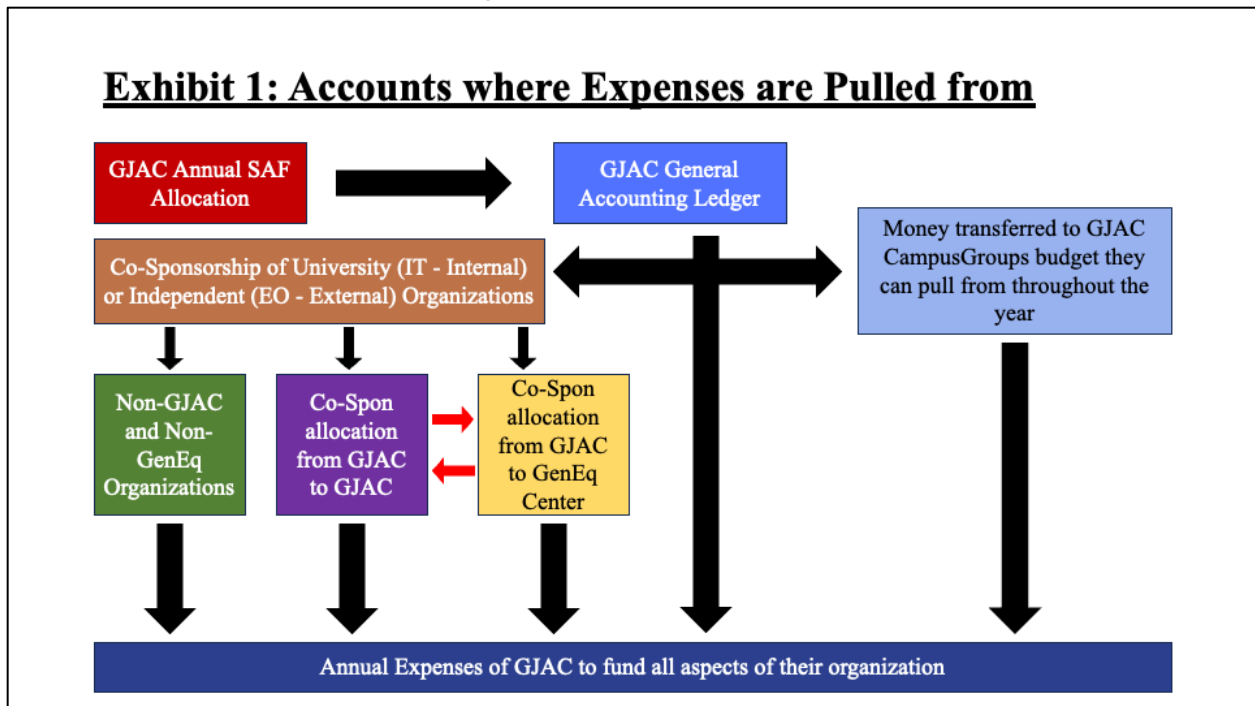 Exhibit 1: Accounts where Expenses are Pulled from
GJAC Annual SAF
Allocation
GJAC General
Accounting Ledger
Money transferred to GJAC
CampusGroups budget they
can pull from throughout the
year
Co-Sponsorship of University (IT - Internal)
or Independent (EO - External) Organizations
Non-GJAC
and Non-
GenEq
Organizations
Co-Spon
allocation
from GJAC
to GJAC
Co-Spon
allocation
from GJAC
to GenEq
Center
Annual Expenses of GJAC to fund all aspects of their organization